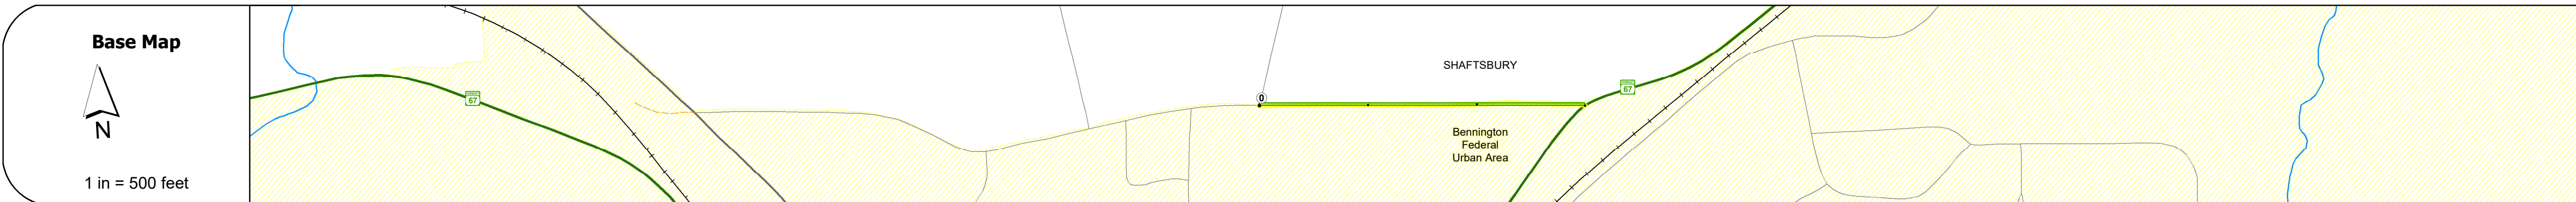 Base Map
N
1 in = 500 feet
67
0
SHAFTSBURY
67
Bennington
Federal
Urban Area